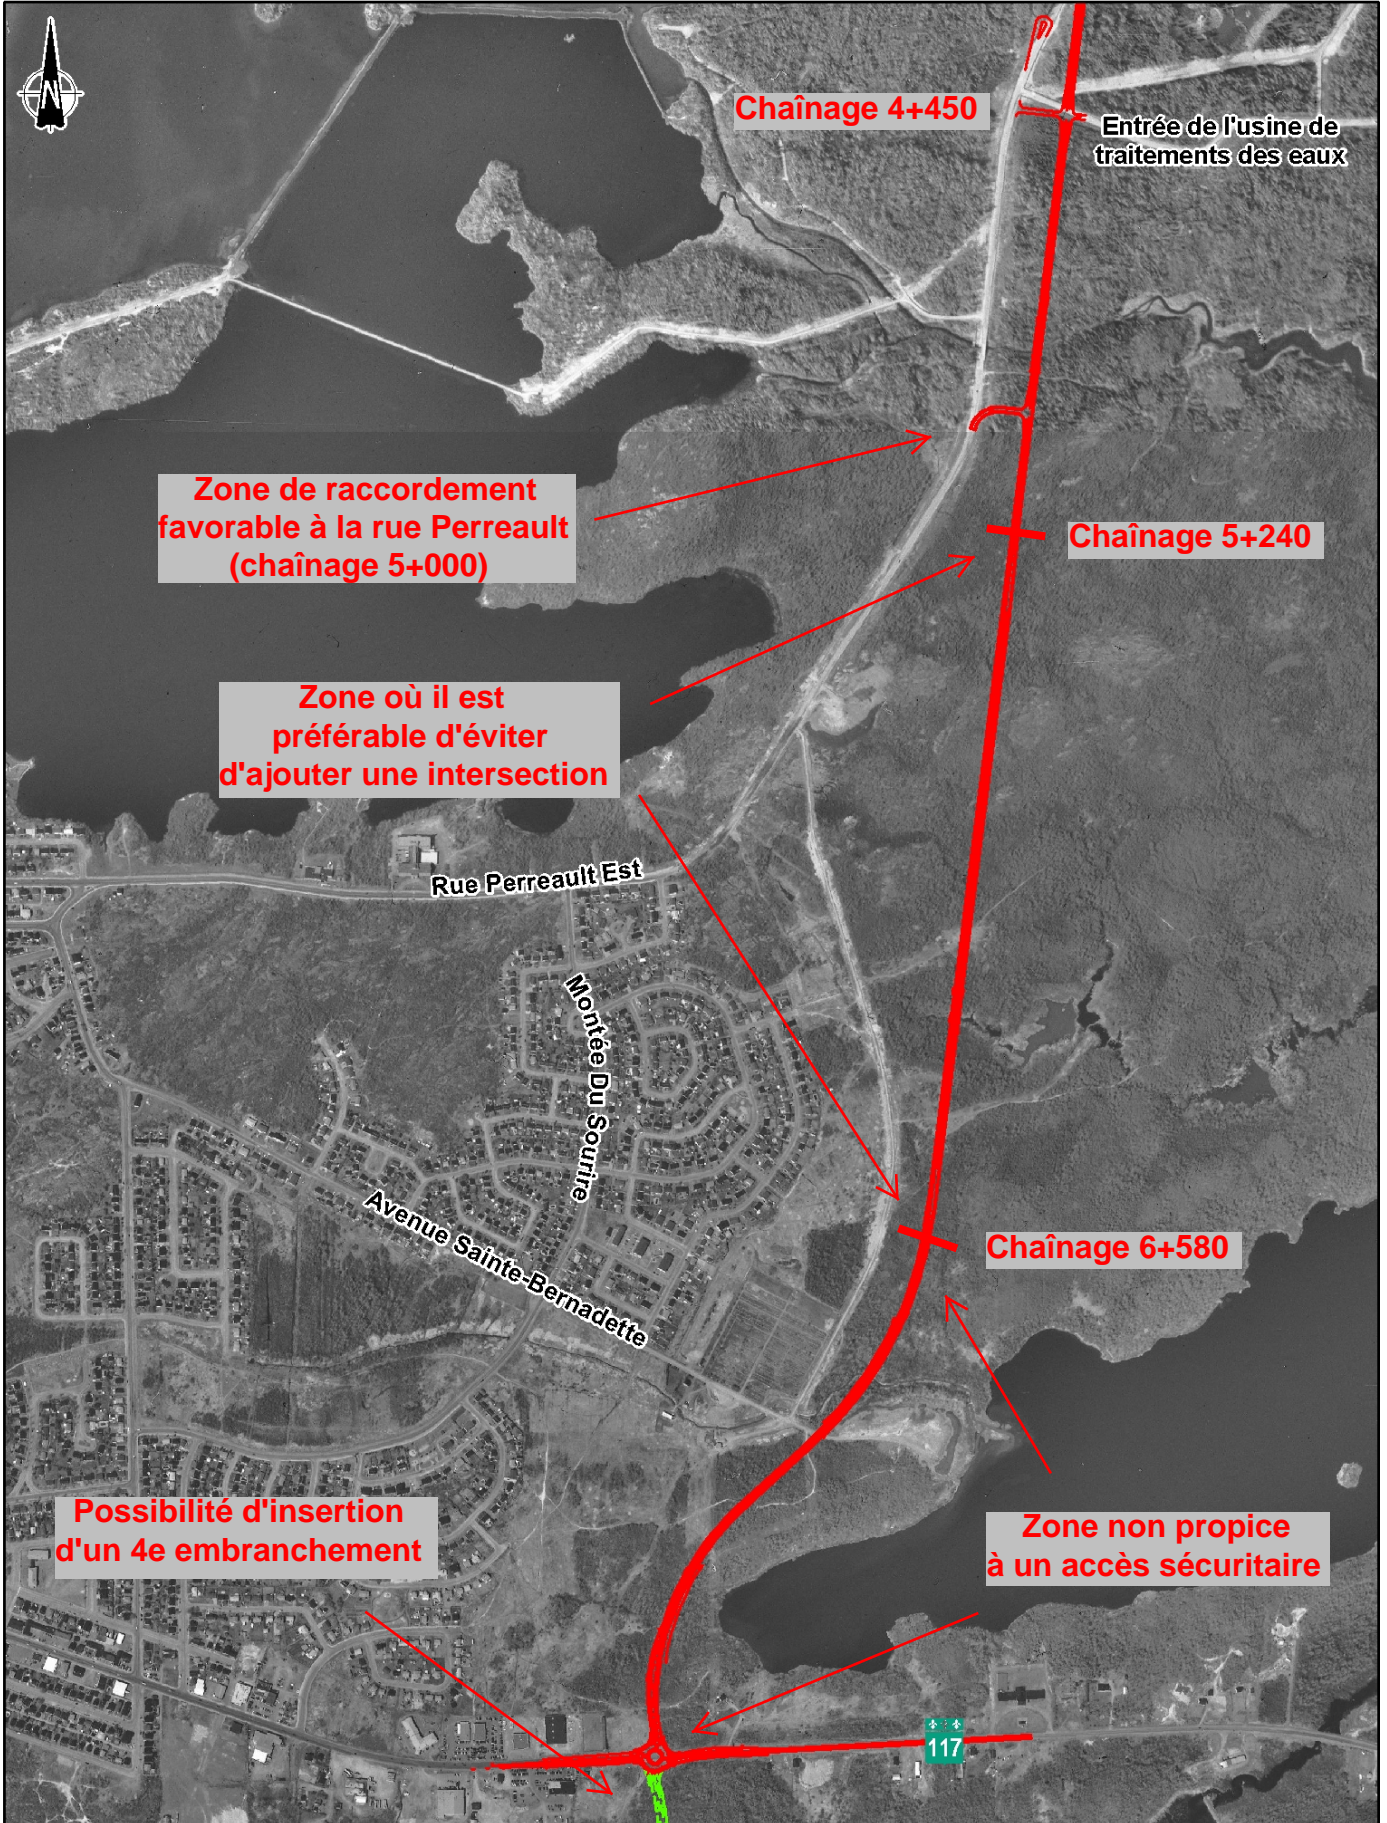 N
Chaînage 4+450
Entrée de l'usine de
traitements des eaux
Zone de raccordement
favorable à la rue Perreault
(chaînage 5+000)
Chaînage 5+240
Zone où il est
préférable d'éviter
d'ajouter une intersection
Rue Perreault Est
Montée Du Sourire
Avenue Sainte-Bernadette
Chaînage 6+580
Possibilité d'insertion
d'un 4e embranchement
Zone non propice
à un accès sécuritaire
117